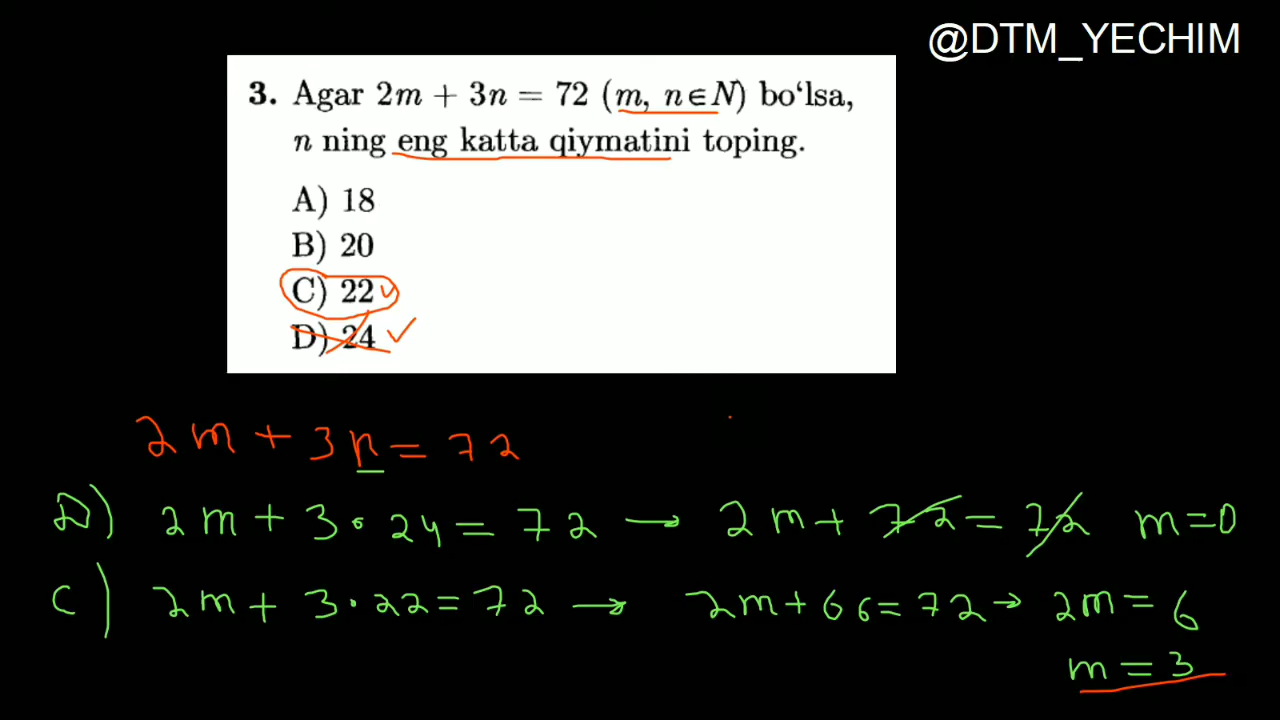 @DTM_YECHIM
3. Agar 2m + 3n = 72 (m, n∈N) bo‘lsa,
n ning eng katta qiymatini toping.
A) 18
B) 20
C) 22
D) 24
2m + 3n = 72
D) 2m + 3·24 = 72 → 2m + 72 = 72 m=0
C) 2m + 3·22 = 72 → 2m + 66 = 72 → 2m = 6
m = 3